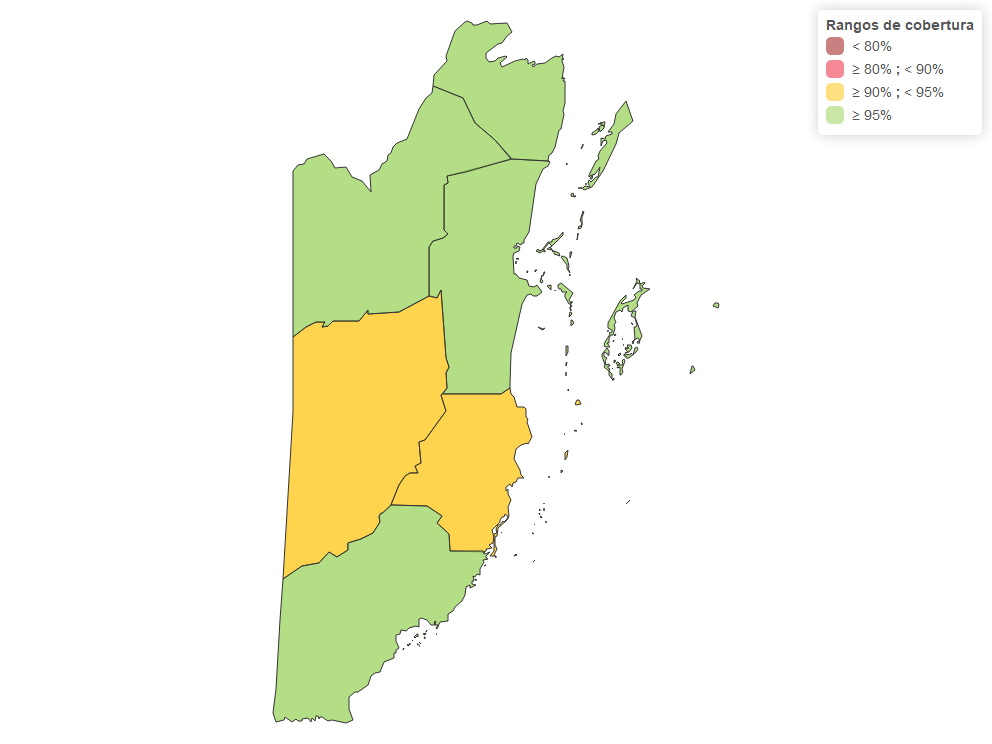 Rangos de cobertura
< 80%
≥ 80% ; < 90%
≥ 90% ; < 95%
≥ 95%